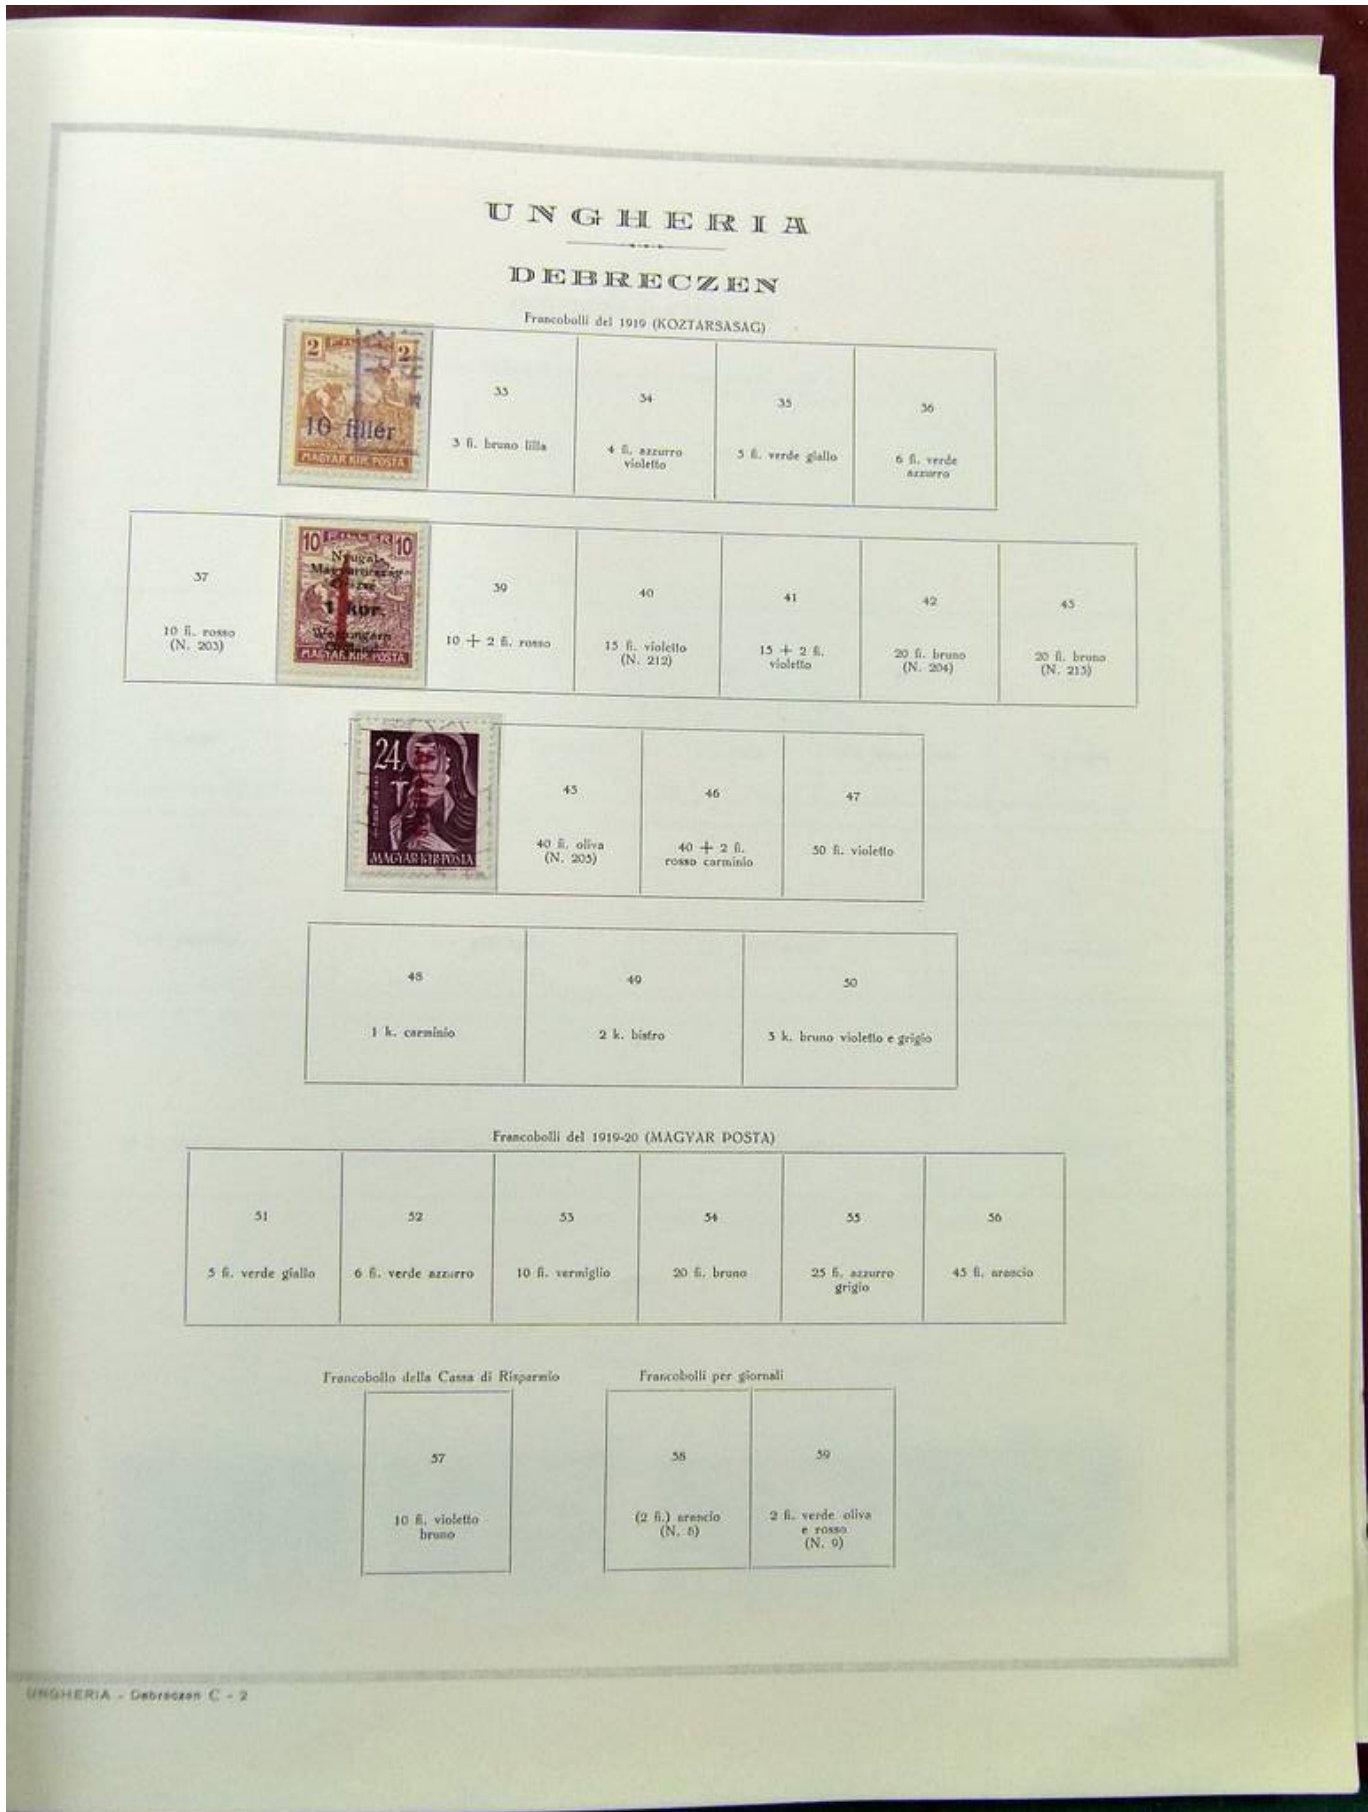 UNGHERIA
DEBRECZEN
Francobolli del 1919 (KOZTARSASAG)
2 2
10 fillér
MAGYAR KIR. POSTA
33
3 fi. bruno lilla
34
4 fi. azzurro
violetto
35
5 fi. verde giallo
36
6 fi. verde
azzurro
37
10 fi. rosso
(N. 203)
10 FILLER 10
Nyugat-
1 kor.
MAGYAR KIR. POSTA
39
10 + 2 fi. rosso
40
15 fi. violetto
(N. 212)
41
15 + 2 fi.
violetto
42
20 fi. bruno
(N. 204)
43
20 fi. bruno
(N. 213)
24
MAGYAR·KIR·POSTA
45
40 fi. oliva
(N. 205)
46
40 + 2 fi.
rosso carminio
47
50 fi. violetto
48
1 k. carminio
49
2 k. bistro
50
3 k. bruno violetto e grigio
Francobolli del 1919-20 (MAGYAR POSTA)
51
5 fi. verde giallo
52
6 fi. verde azzurro
53
10 fi. vermiglio
54
20 fi. bruno
55
25 fi. azzurro
grigio
56
45 fi. arancio
Francobollo della Cassa di Risparmio
57
10 fi. violetto
bruno
Francobolli per giornali
58
(2 fi.) arancio
(N. 8)
59
2 fi. verde oliva
e rosso
(N. 9)
UNGHERIA - Debreczen C - 2